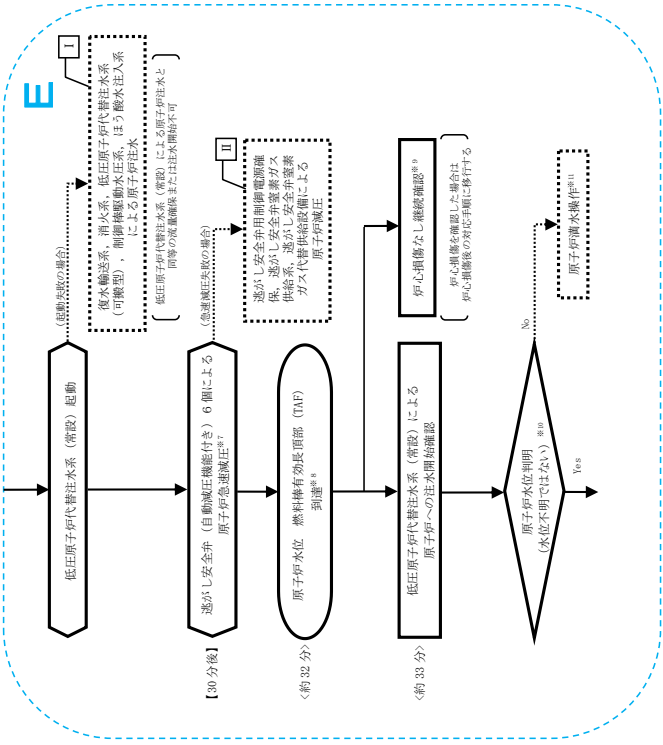 E
低圧原子炉代替注水系（常設）起動
（起動失敗の場合）
I
復水輸送系，消火系，低圧原子炉代替注水系
（可搬型），制御棒駆動水圧系，ほう酸水注入系
による原子炉注水
低圧原子炉代替注水系（常設）による原子炉注水と
同等の流量確保または注水開始不可
【30分後】
逃がし安全弁（自動減圧機能付き）6個による
原子炉急速減圧※7
（急速減圧失敗の場合）
II
逃がし安全弁用制御電源確
保，逃がし安全弁窒素ガス
供給系，逃がし安全弁窒素
ガス代替供給設備による
原子炉減圧
<約32分>
原子炉水位　燃料棒有効長頂部（TAF）
到達※8
炉心損傷なし継続確認※9
炉心損傷を確認した場合は
炉心損傷後の対応手順に移行する
<約33分>
低圧原子炉代替注水系（常設）による
原子炉への注水開始確認
原子炉水位判明
（水位不明ではない）※10
No
原子炉満水操作※11
Yes